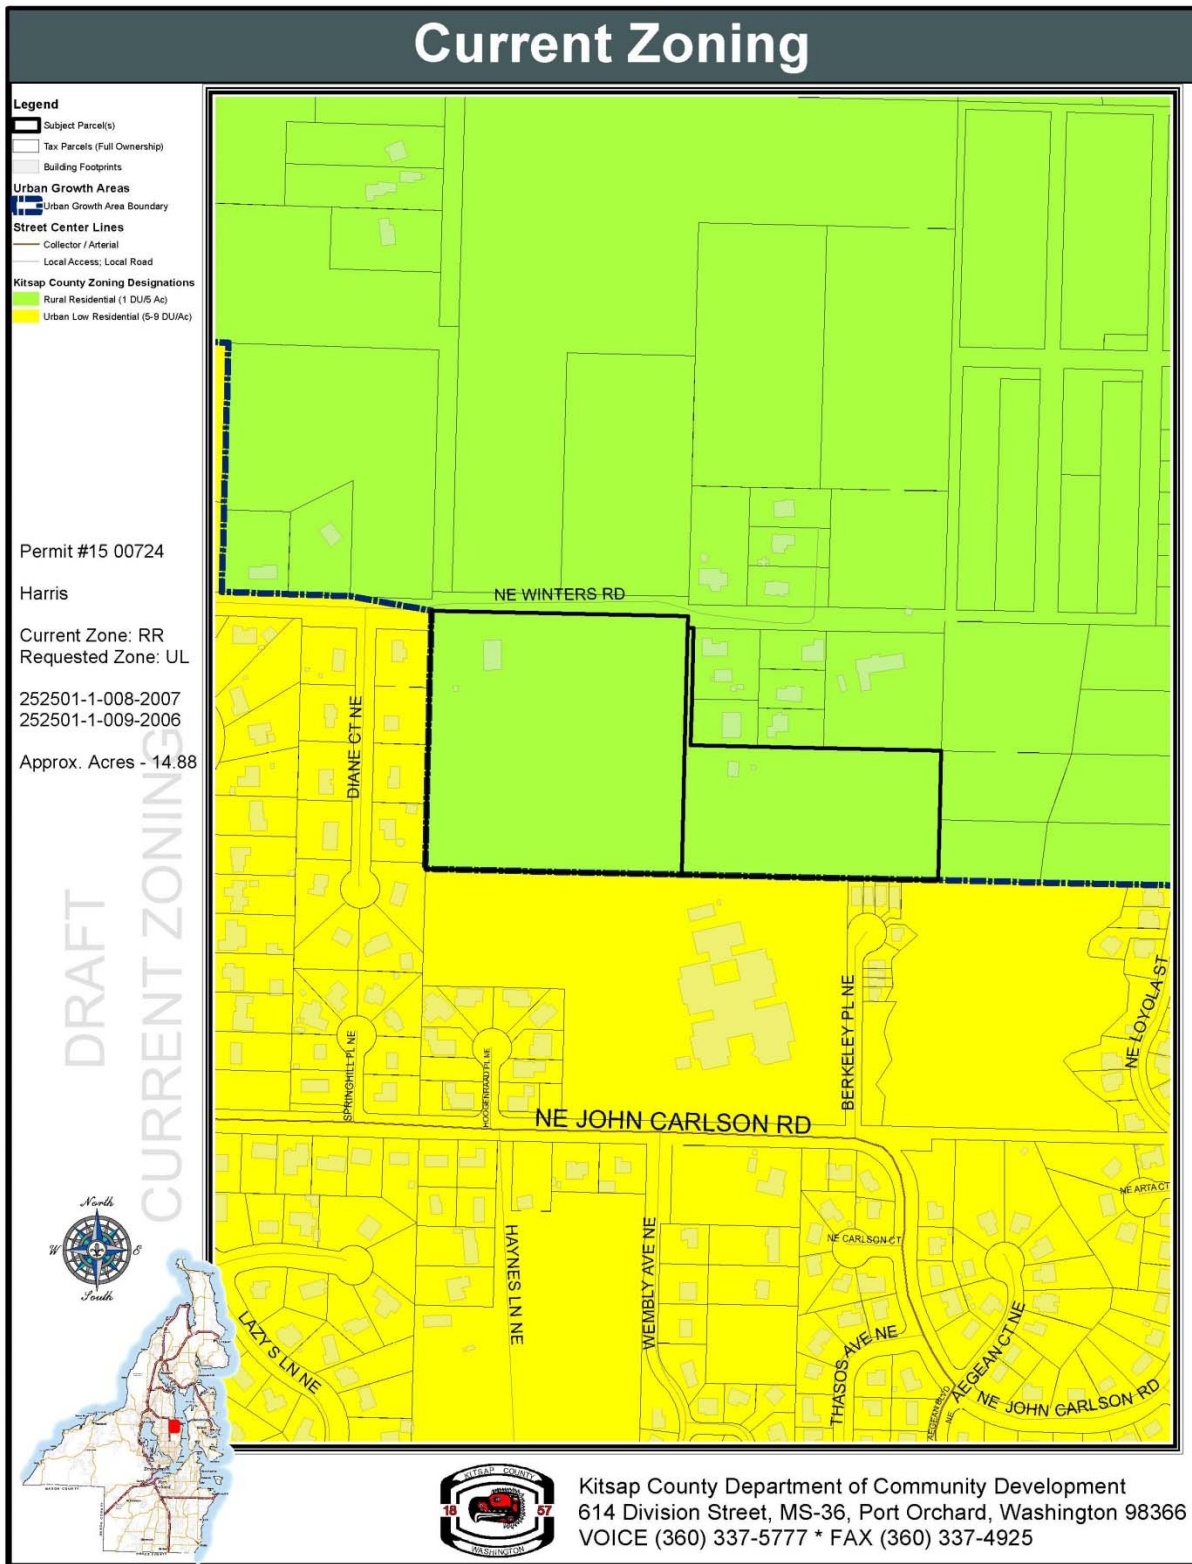 Current Zoning
Legend
Subject Parcel(s)
Tax Parcels (Full Ownership)
Building Footprints
Urban Growth Areas
Urban Growth Area Boundary
Street Center Lines
Collector / Arterial
Local Access; Local Road
Kitsap County Zoning Designations
Rural Residential (1 DU/5 Ac)
Urban Low Residential (5-9 DU/Ac)
Permit #15 00724
Harris
Current Zone: RR
Requested Zone: UL
252501-1-008-2007
252501-1-009-2006
Approx. Acres - 14.88
DRAFT
CURRENT ZONING
North
W
E
South
NE WINTERS RD
DIANE CT NE
SPRINGHILL PL NE
HOOGENRAAD PL NE
BERKELEY PL NE
NE LOYOLA ST
NE JOHN CARLSON RD
HAYNES LN NE
WEMBLY AVE NE
NE CARLSON CT
NE ARTA CT
LAZY S LN NE
THASOS AVE NE
AEGEAN BLVD NE
AEGEAN CT NE
NE JOHN CARLSON RD
KITSAP COUNTY
18 57
WASHINGTON
Kitsap County Department of Community Development
614 Division Street, MS-36, Port Orchard, Washington 98366
VOICE (360) 337-5777 * FAX (360) 337-4925